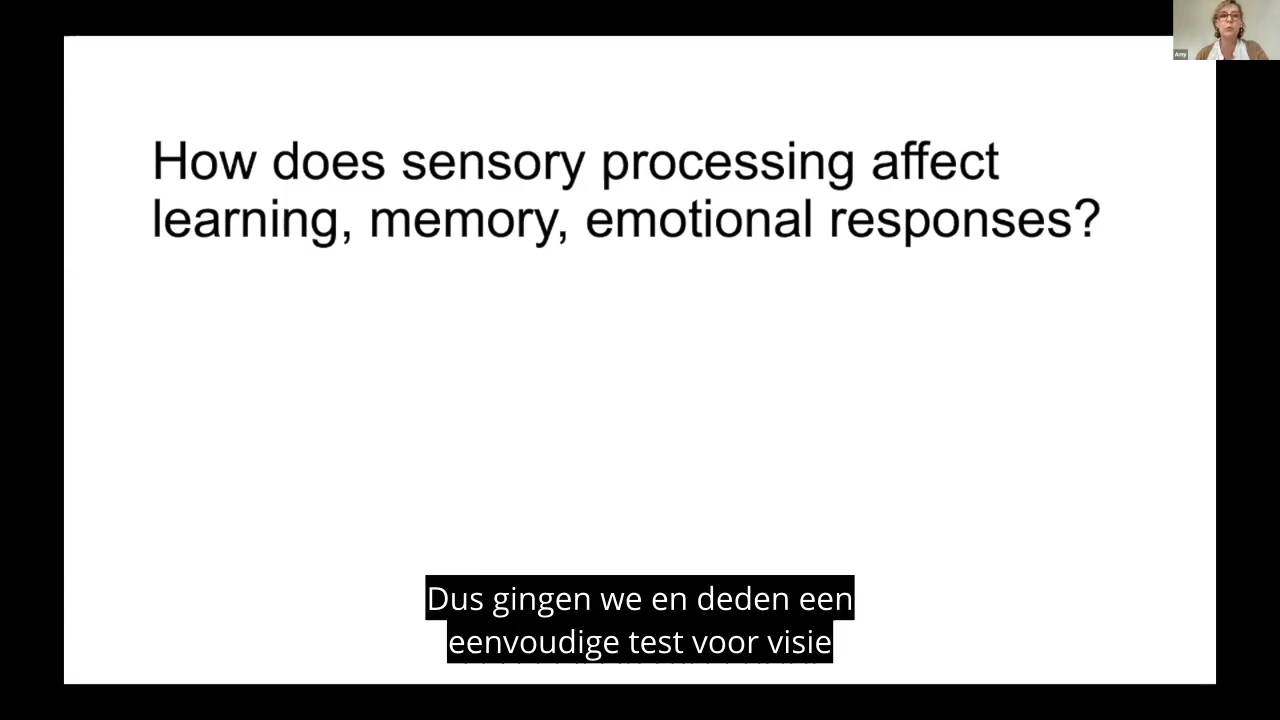 Amy
How does sensory processing affect
learning, memory, emotional responses?
Dus gingen we en deden een
eenvoudige test voor visie